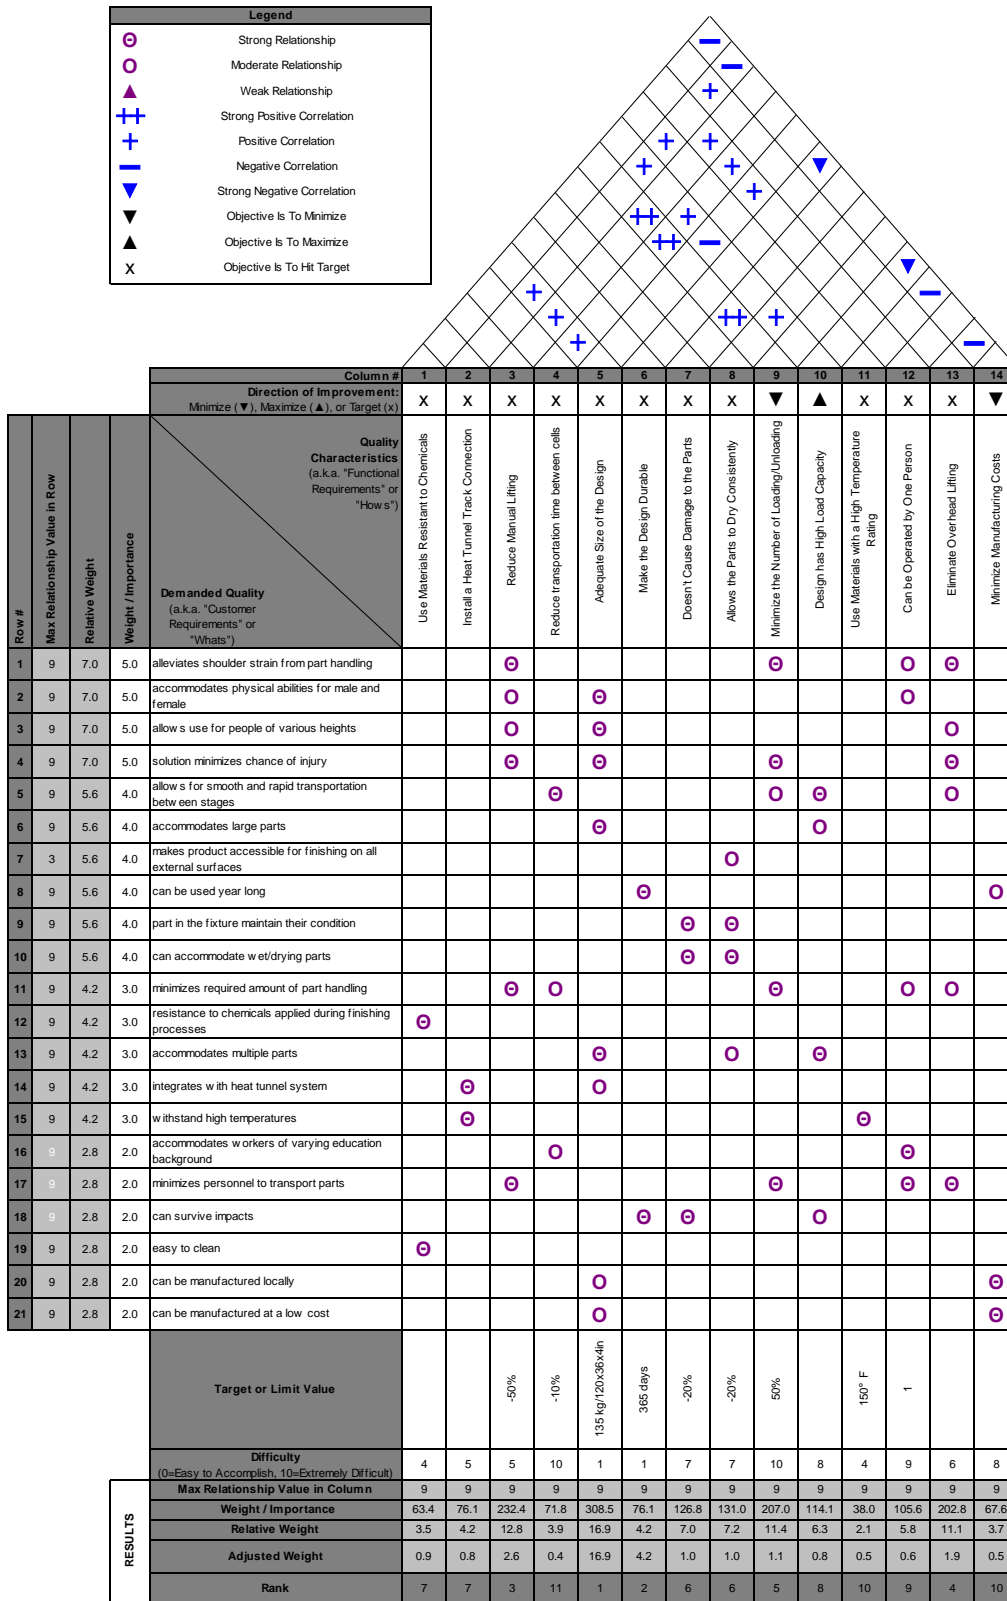 Legend
Θ Strong Relationship
Ο Moderate Relationship
▲ Weak Relationship
++ Strong Positive Correlation
+ Positive Correlation
▬ Negative Correlation
▼ Strong Negative Correlation
▼ Objective Is To Minimize
▲ Objective Is To Maximize
x Objective Is To Hit Target
Column # 1 2 3 4 5 6 7 8 9 10 11 12 13 14
Direction of Improvement:
Minimize (▼), Maximize (▲), or Target (x)
x x x x x x x x ▼ ▲ x x x ▼
Row #
Max Relationship Value in Row
Relative Weight
Weight / Importance
Quality
Characteristics
(a.k.a. "Functional
Requirements" or
"Hows")
Demanded Quality
(a.k.a. "Customer
Requirements" or
"Whats")
Use Materials Resistant to Chemicals
Install a Heat Tunnel Track Connection
Reduce Manual Lifting
Reduce transportation time between cells
Adequate Size of the Design
Make the Design Durable
Doesn't Cause Damage to the Parts
Allows the Parts to Dry Consistently
Minimize the Number of Loading/Unloading
Design has High Load Capacity
Use Materials with a High Temperature
Rating
Can be Operated by One Person
Eliminate Overhead Lifting
Minimize Manufacturing Costs
1 9 7.0 5.0 alleviates shoulder strain from part handling Θ Θ Ο Θ
2 9 7.0 5.0 accommodates physical abilities for male and
female Ο Θ Ο
3 9 7.0 5.0 allows use for people of various heights Ο Θ Ο
4 9 7.0 5.0 solution minimizes chance of injury Θ Θ Θ Θ
5 9 5.6 4.0 allows for smooth and rapid transportation
between stages Θ Ο Θ Ο
6 9 5.6 4.0 accommodates large parts Θ Ο
7 3 5.6 4.0 makes product accessible for finishing on all
external surfaces Ο
8 9 5.6 4.0 can be used year long Θ Ο
9 9 5.6 4.0 part in the fixture maintain their condition Θ Θ
10 9 5.6 4.0 can accommodate wet/drying parts Θ Θ
11 9 4.2 3.0 minimizes required amount of part handling Θ Ο Θ Ο Ο
12 9 4.2 3.0 resistance to chemicals applied during finishing
processes Θ
13 9 4.2 3.0 accommodates multiple parts Θ Ο Θ
14 9 4.2 3.0 integrates with heat tunnel system Θ Ο
15 9 4.2 3.0 withstand high temperatures Θ Θ
16 9 2.8 2.0 accommodates workers of varying education
background Ο Θ
17 9 2.8 2.0 minimizes personnel to transport parts Θ Θ Θ Θ
18 9 2.8 2.0 can survive impacts Θ Θ Ο
19 9 2.8 2.0 easy to clean Θ
20 9 2.8 2.0 can be manufactured locally Ο Θ
21 9 2.8 2.0 can be manufactured at a low cost Ο Θ
Target or Limit Value
-50%
-10%
135 kg/120x36x4in
365 days
-20%
-20%
50%
150° F
1
Difficulty
(0=Easy to Accomplish, 10=Extremely Difficult)
4 5 5 10 1 1 7 7 10 8 4 9 6 8
RESULTS
Max Relationship Value in Column 9 9 9 9 9 9 9 9 9 9 9 9 9 9
Weight / Importance 63.4 76.1 232.4 71.8 308.5 76.1 126.8 131.0 207.0 114.1 38.0 105.6 202.8 67.6
Relative Weight 3.5 4.2 12.8 3.9 16.9 4.2 7.0 7.2 11.4 6.3 2.1 5.8 11.1 3.7
Adjusted Weight 0.9 0.8 2.6 0.4 16.9 4.2 1.0 1.0 1.1 0.8 0.5 0.6 1.9 0.5
Rank 7 7 3 11 1 2 6 6 5 8 10 9 4 10